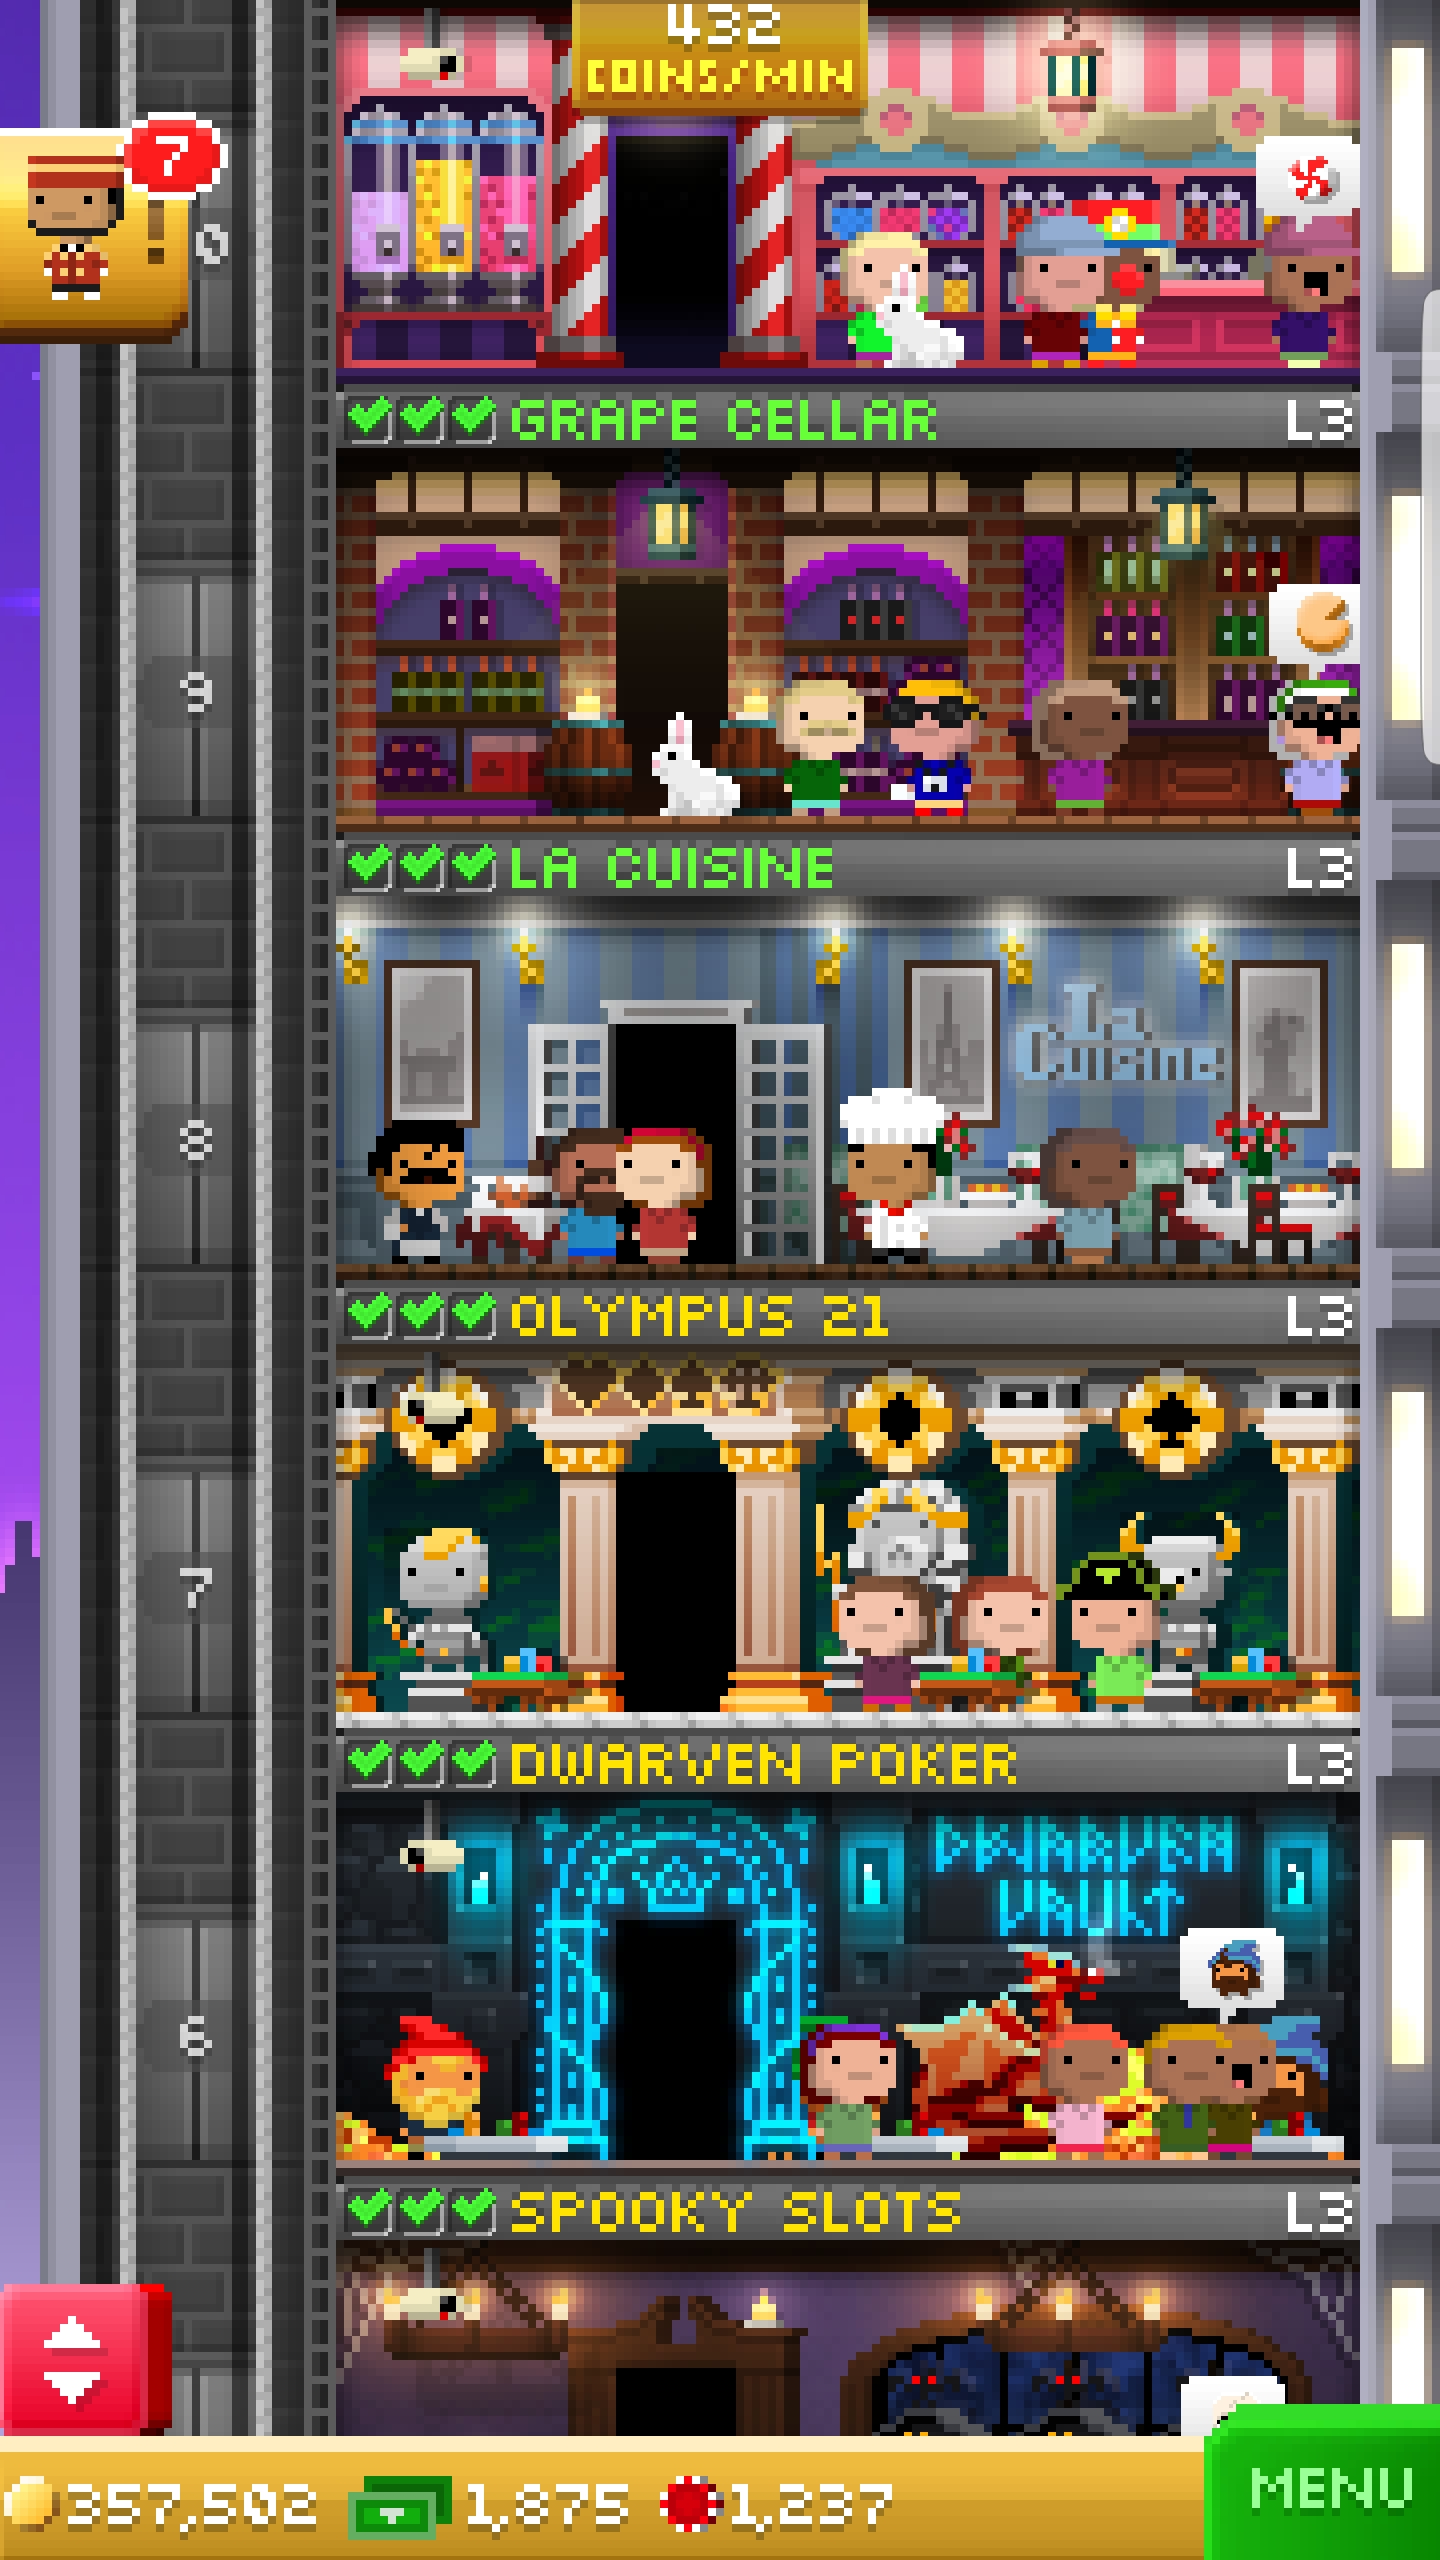 432
COINS/MIN
7
!
0
GRAPE CELLAR L3
9
LA CUISINE L3
La
Cuisine
8
OLYMPUS 21 L3
7
DWARVEN POKER L3
DWARVEN
VAULT
6
SPOOKY SLOTS L3
357,502 1,875 1,237
MENU